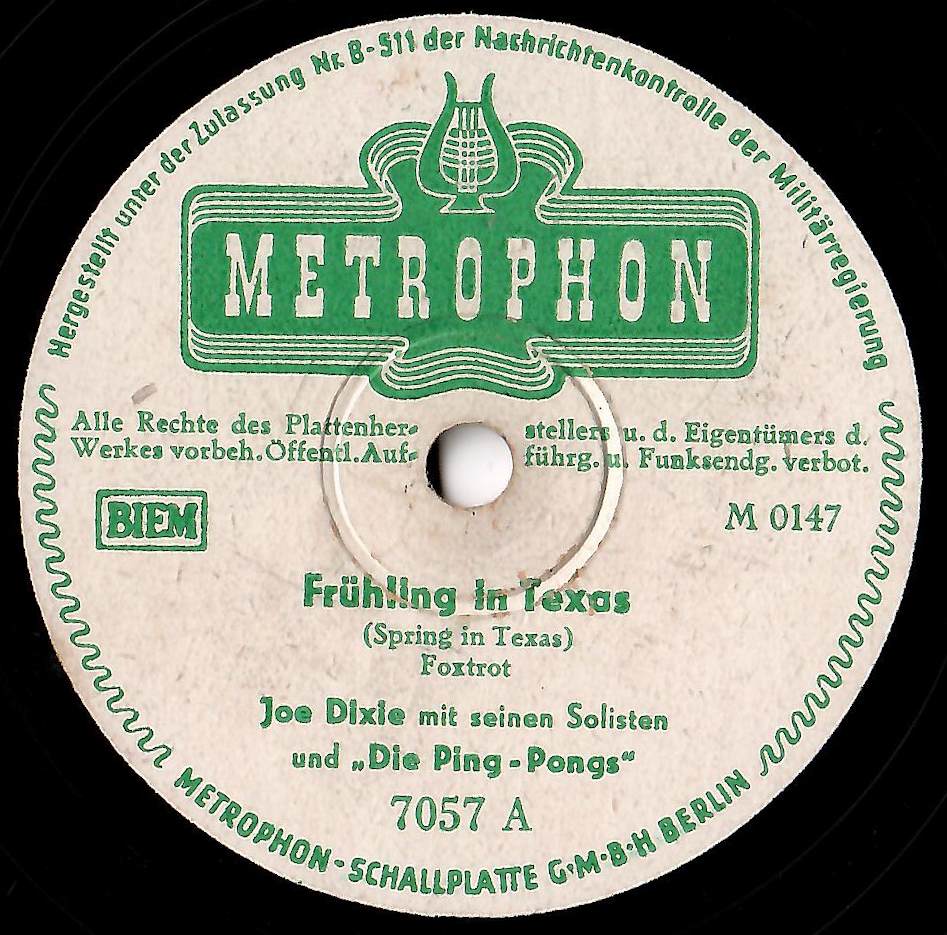 Hergestellt unter der Zulassung Nr. B-511 der Nachrichtenkontrolle der Militärregierung
METROPHON
Alle Rechte des Plattenher- stellers u. d. Eigentümers d.
Werkes vorbeh. Öffentl. Auf- führg. u. Funksendg. verbot.
BIEM
M 0147
Frühling in Texas
(Spring in Texas)
Foxtrot
Joe Dixie mit seinen Solisten
und „Die Ping-Pongs“
7057 A
METROPHON-SCHALLPLATTE G·M·B·H BERLIN